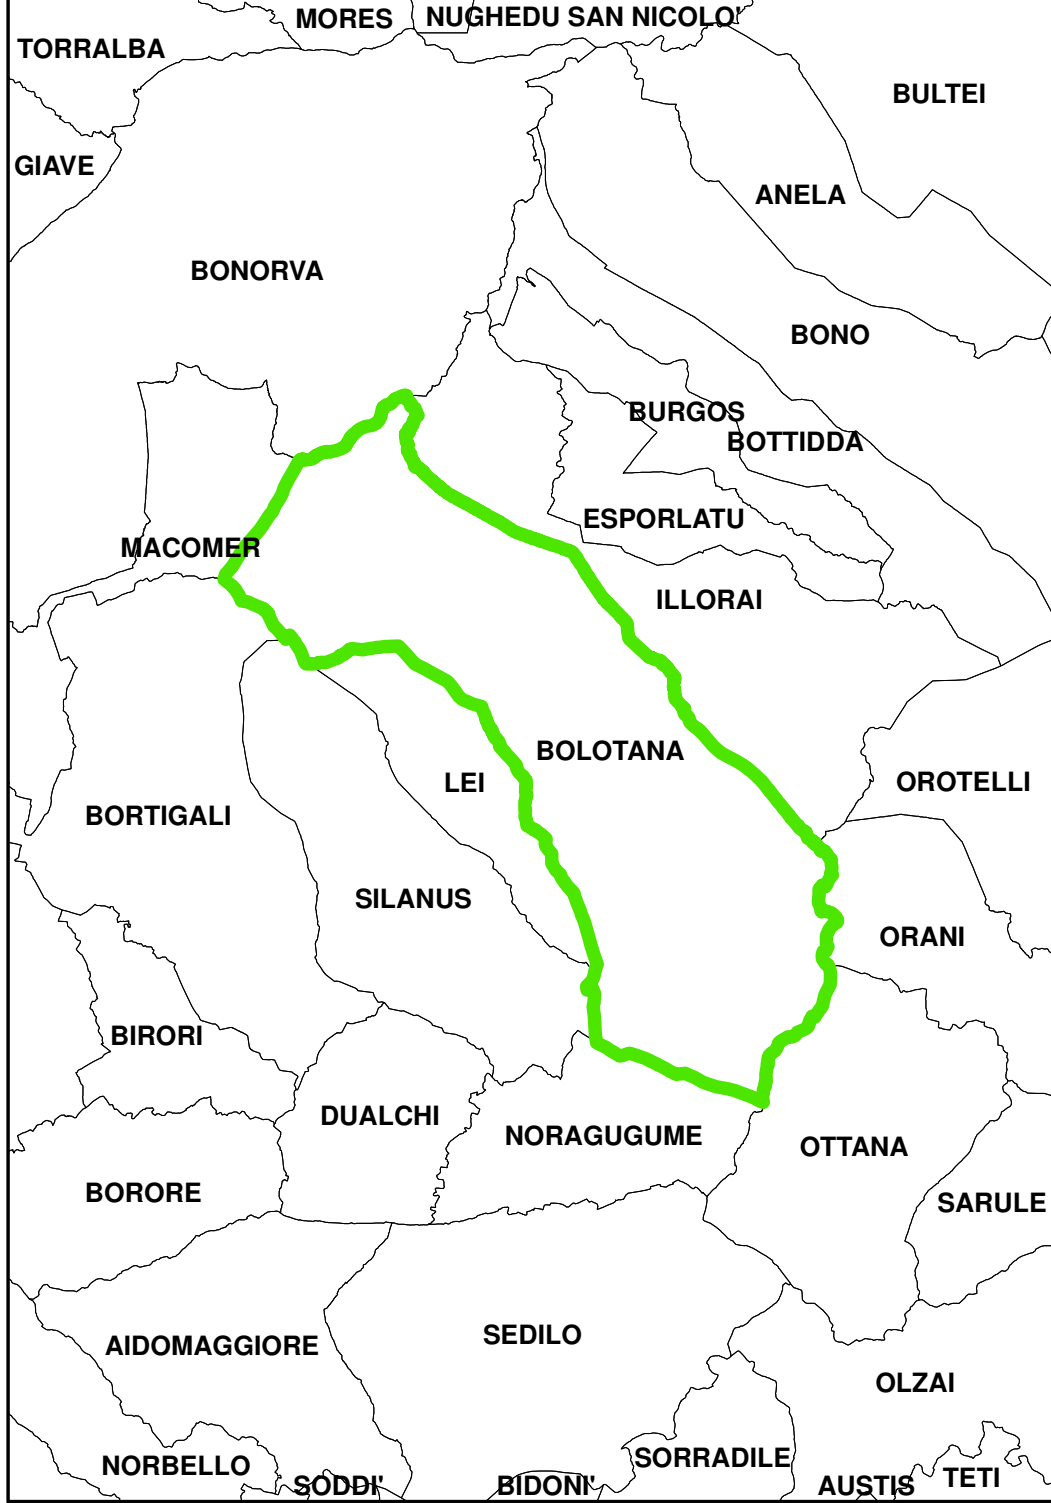 MORES
NUGHEDU SAN NICOLO'
TORRALBA
BULTEI
GIAVE
ANELA
BONORVA
BONO
BURGOS
BOTTIDDA
ESPORLATU
MACOMER
ILLORAI
BOLOTANA
LEI
OROTELLI
BORTIGALI
SILANUS
ORANI
BIRORI
DUALCHI
NORAGUGUME
OTTANA
BORORE
SARULE
SEDILO
AIDOMAGGIORE
OLZAI
SORRADILE
NORBELLO
TETI
SODDI'
BIDONI'
AUSTIS